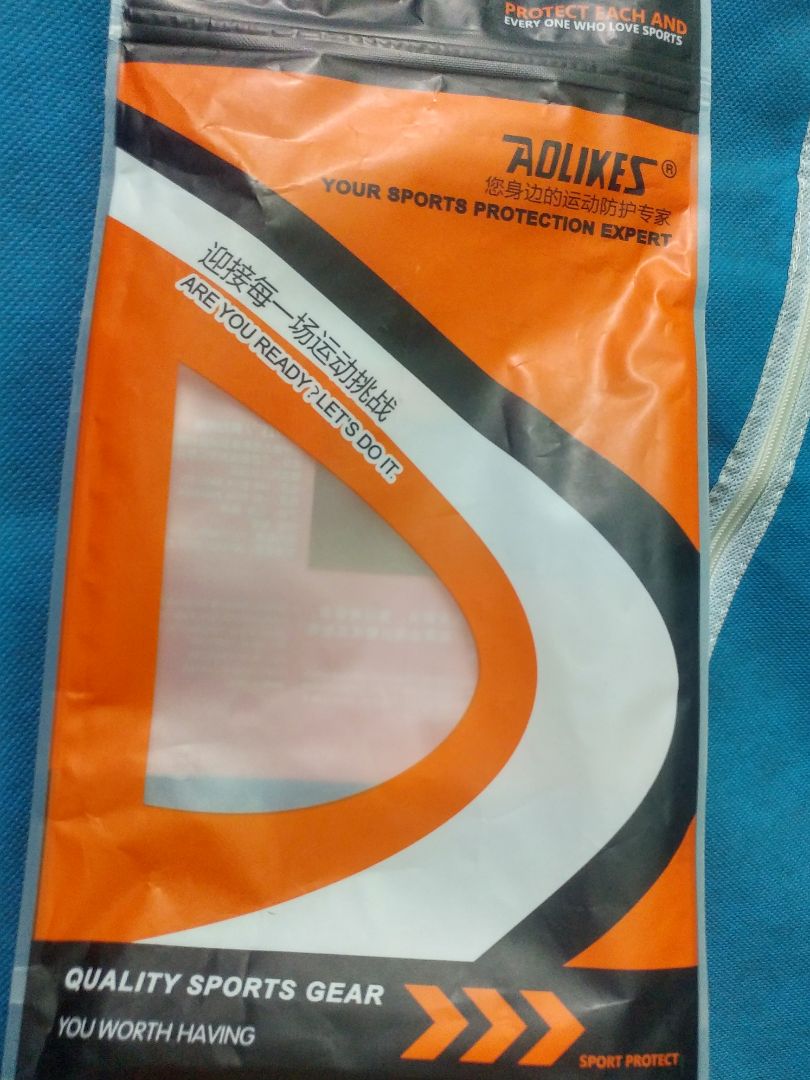 PROTECT EACH AND
EVERY ONE WHO LOVE SPORTS
AOLIKES®
您身边的运动防护专家
YOUR SPORTS PROTECTION EXPERT
迎接每一场运动挑战
ARE YOU READY? LET'S DO IT.
QUALITY SPORTS GEAR
YOU WORTH HAVING
SPORT PROTECT